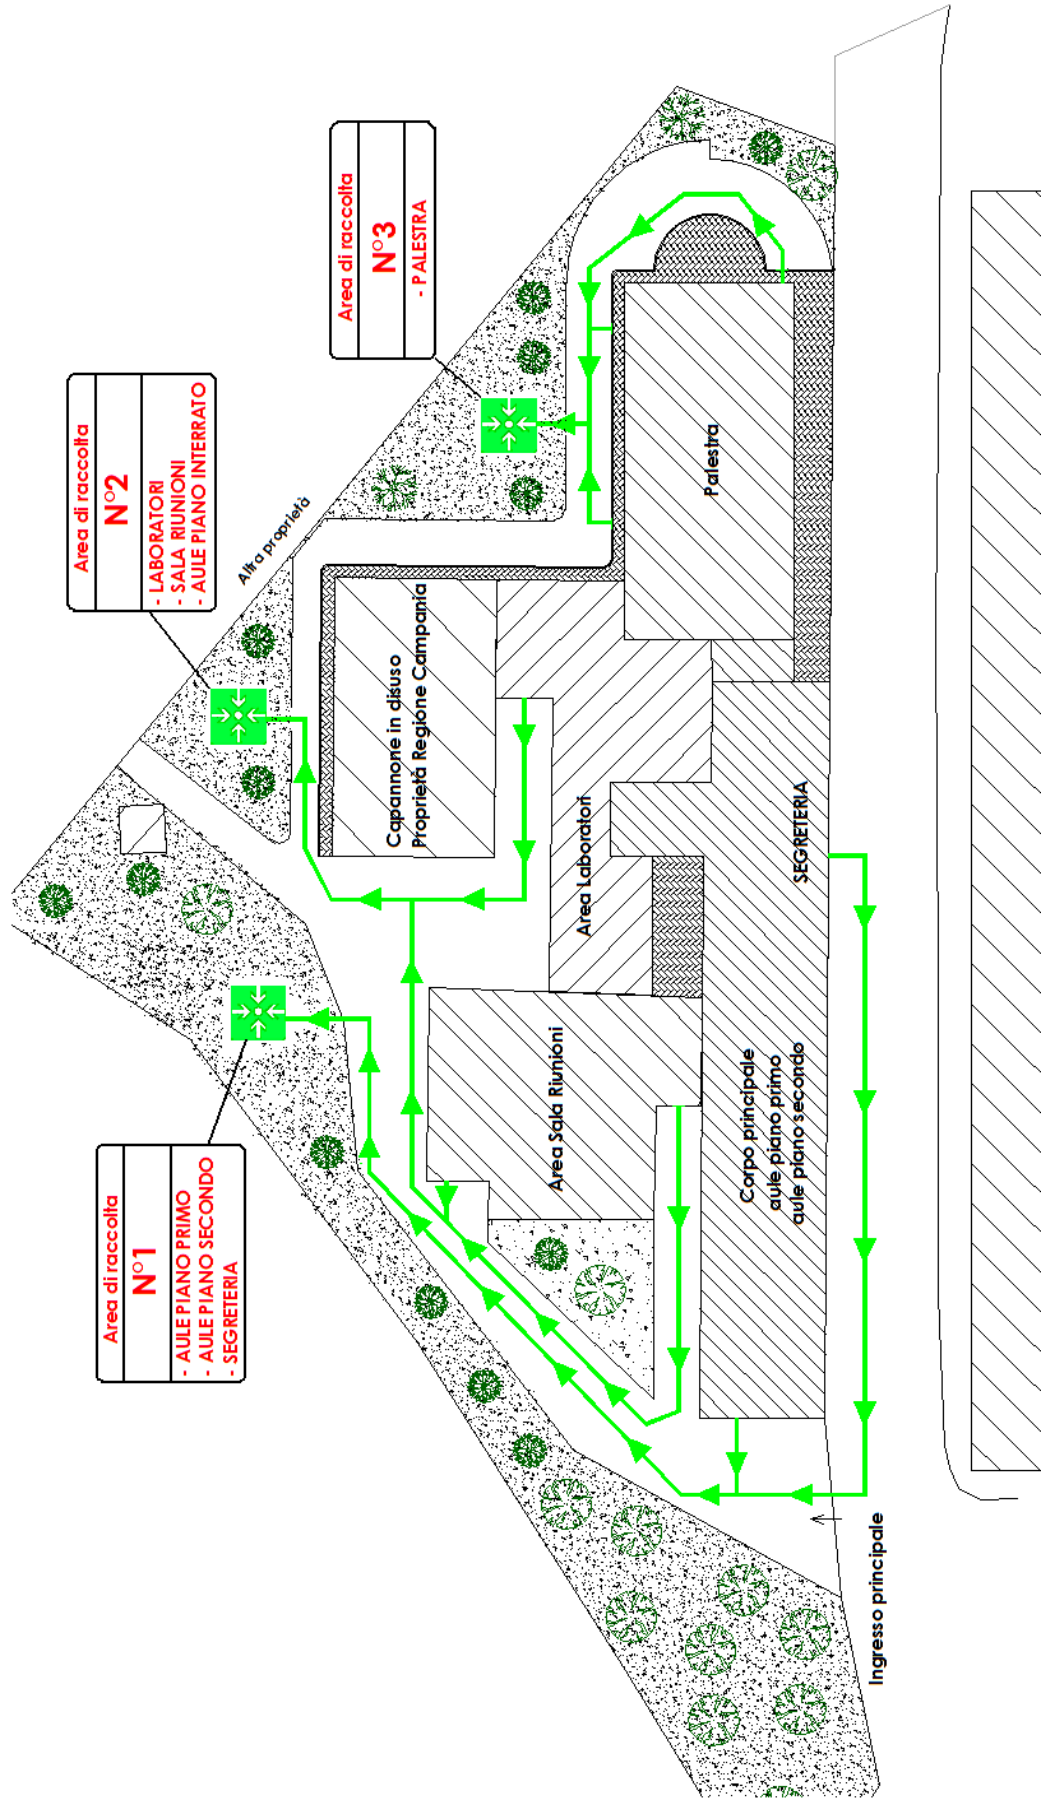 Area di raccolta
N°1
- AULE PIANO PRIMO
- AULE PIANO SECONDO
- SEGRETERIA
Area di raccolta
N°2
- LABORATORI
- SALA RIUNIONI
- AULE PIANO INTERRATO
Area di raccolta
N°3
- PALESTRA
Altra proprietà
Capannone in disuso
Proprietà Regione Campania
Area Laboratori
Area Sala Riunioni
Palestra
SEGRETERIA
Corpo principale
aule piano primo
aule piano secondo
Ingresso principale